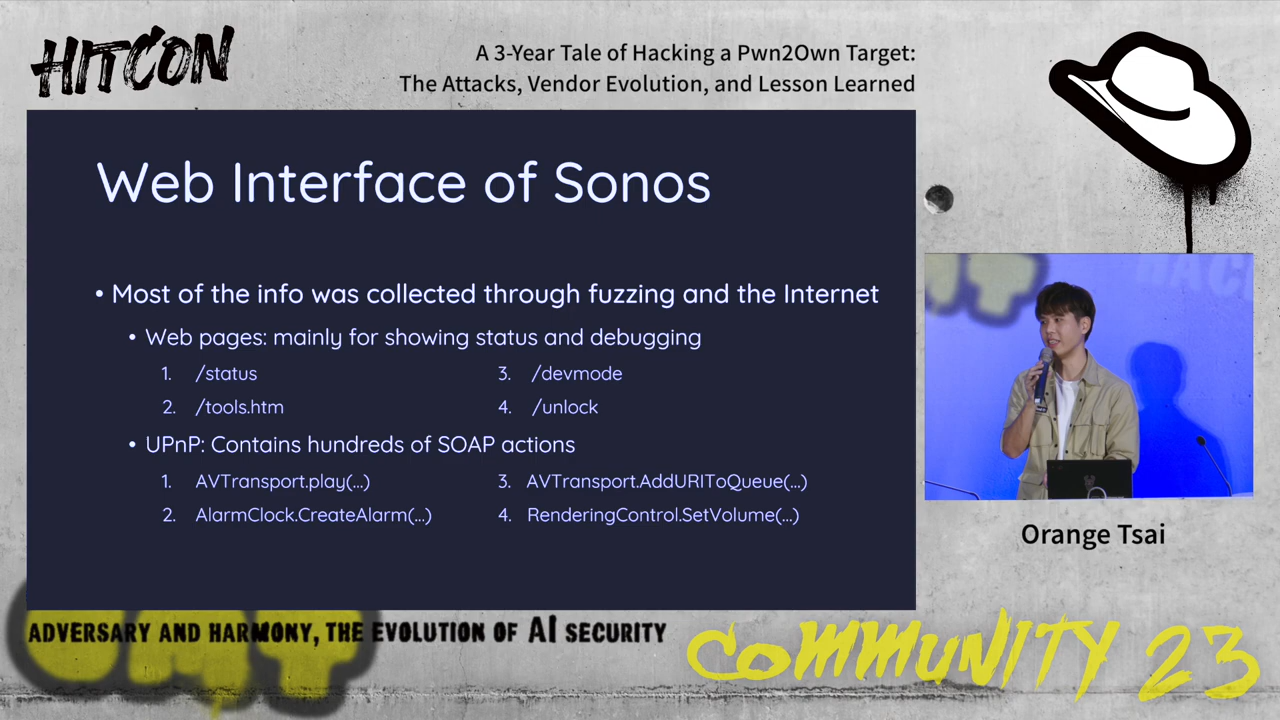 HITCON
A 3-Year Tale of Hacking a Pwn2Own Target:
The Attacks, Vendor Evolution, and Lesson Learned
Web Interface of Sonos
• Most of the info was collected through fuzzing and the Internet
• Web pages: mainly for showing status and debugging
1. /status
2. /tools.htm
3. /devmode
4. /unlock
• UPnP: Contains hundreds of SOAP actions
1. AVTransport.play(...)
2. AlarmClock.CreateAlarm(...)
3. AVTransport.AddURIToQueue(...)
4. RenderingControl.SetVolume(...)
Orange Tsai
ADVERSARY AND HARMONY, THE EVOLUTION OF AI SECURITY
COMMUNITY 23